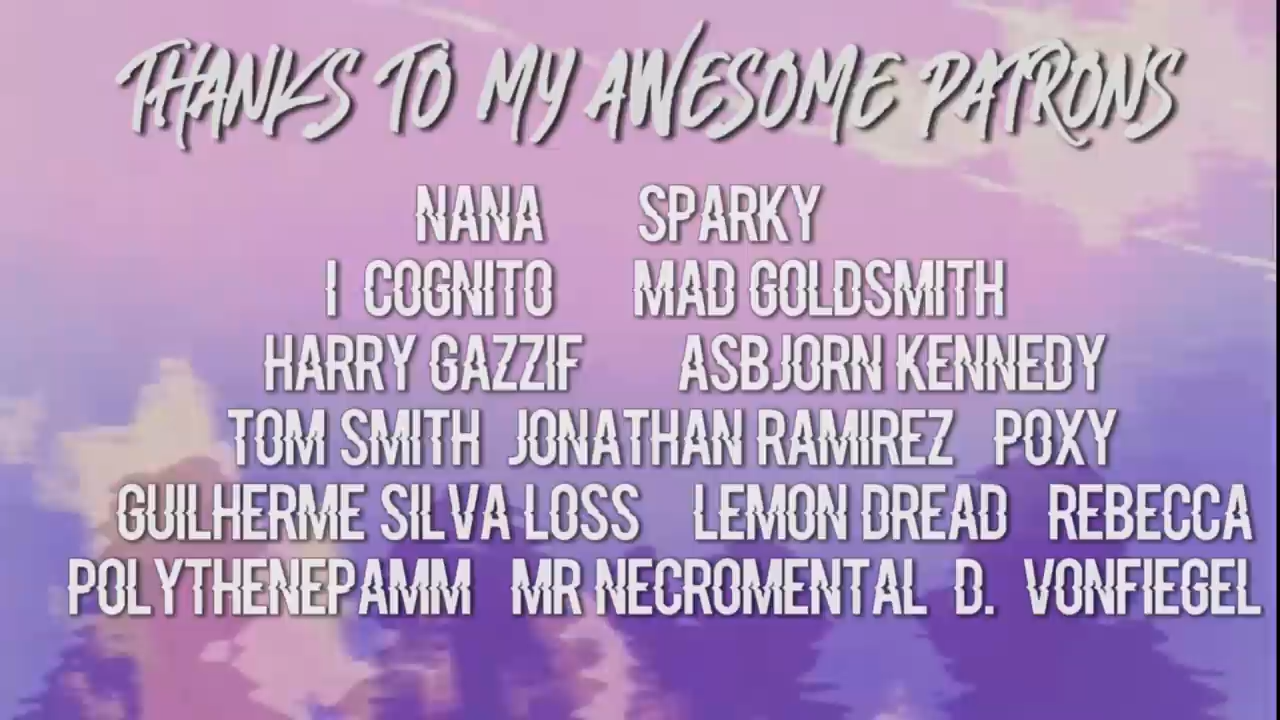 THANKS TO MY AWESOME PATRONS
NANA SPARKY
I COGNITO MAD GOLDSMITH
HARRY GAZZIF ASBJORN KENNEDY
TOM SMITH JONATHAN RAMIREZ POXY
GUILHERME SILVA LOSS LEMON DREAD REBECCA
POLYTHENEPAMM MR NECROMENTAL D. VONFIEGEL